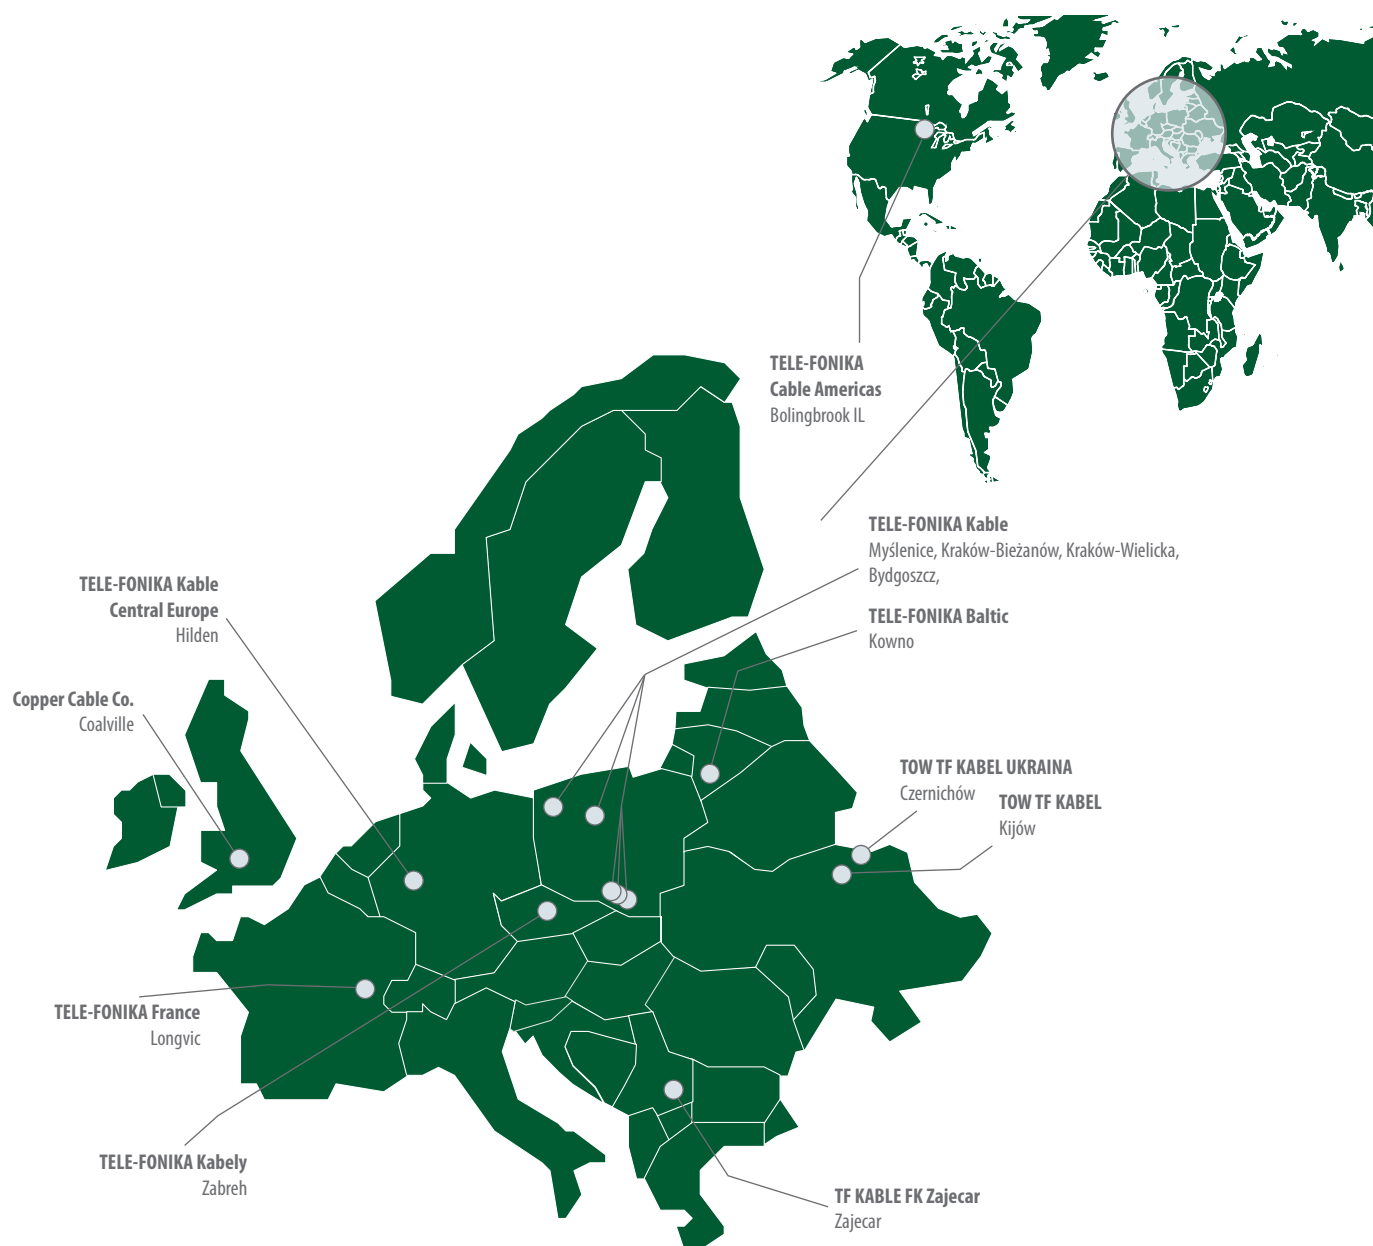 TELE-FONIKA
Cable Americas
Bolingbrook IL
TELE-FONIKA Kable
Myślenice, Kraków-Bieżanów, Kraków-Wielicka,
Bydgoszcz,
TELE-FONIKA Kable
Central Europe
Hilden
TELE-FONIKA Baltic
Kowno
Copper Cable Co.
Coalville
TOW TF KABEL UKRAINA
Czernichów
TOW TF KABEL
Kijów
TELE-FONIKA France
Longvic
TELE-FONIKA Kabely
Zabreh
TF KABLE FK Zajecar
Zajecar